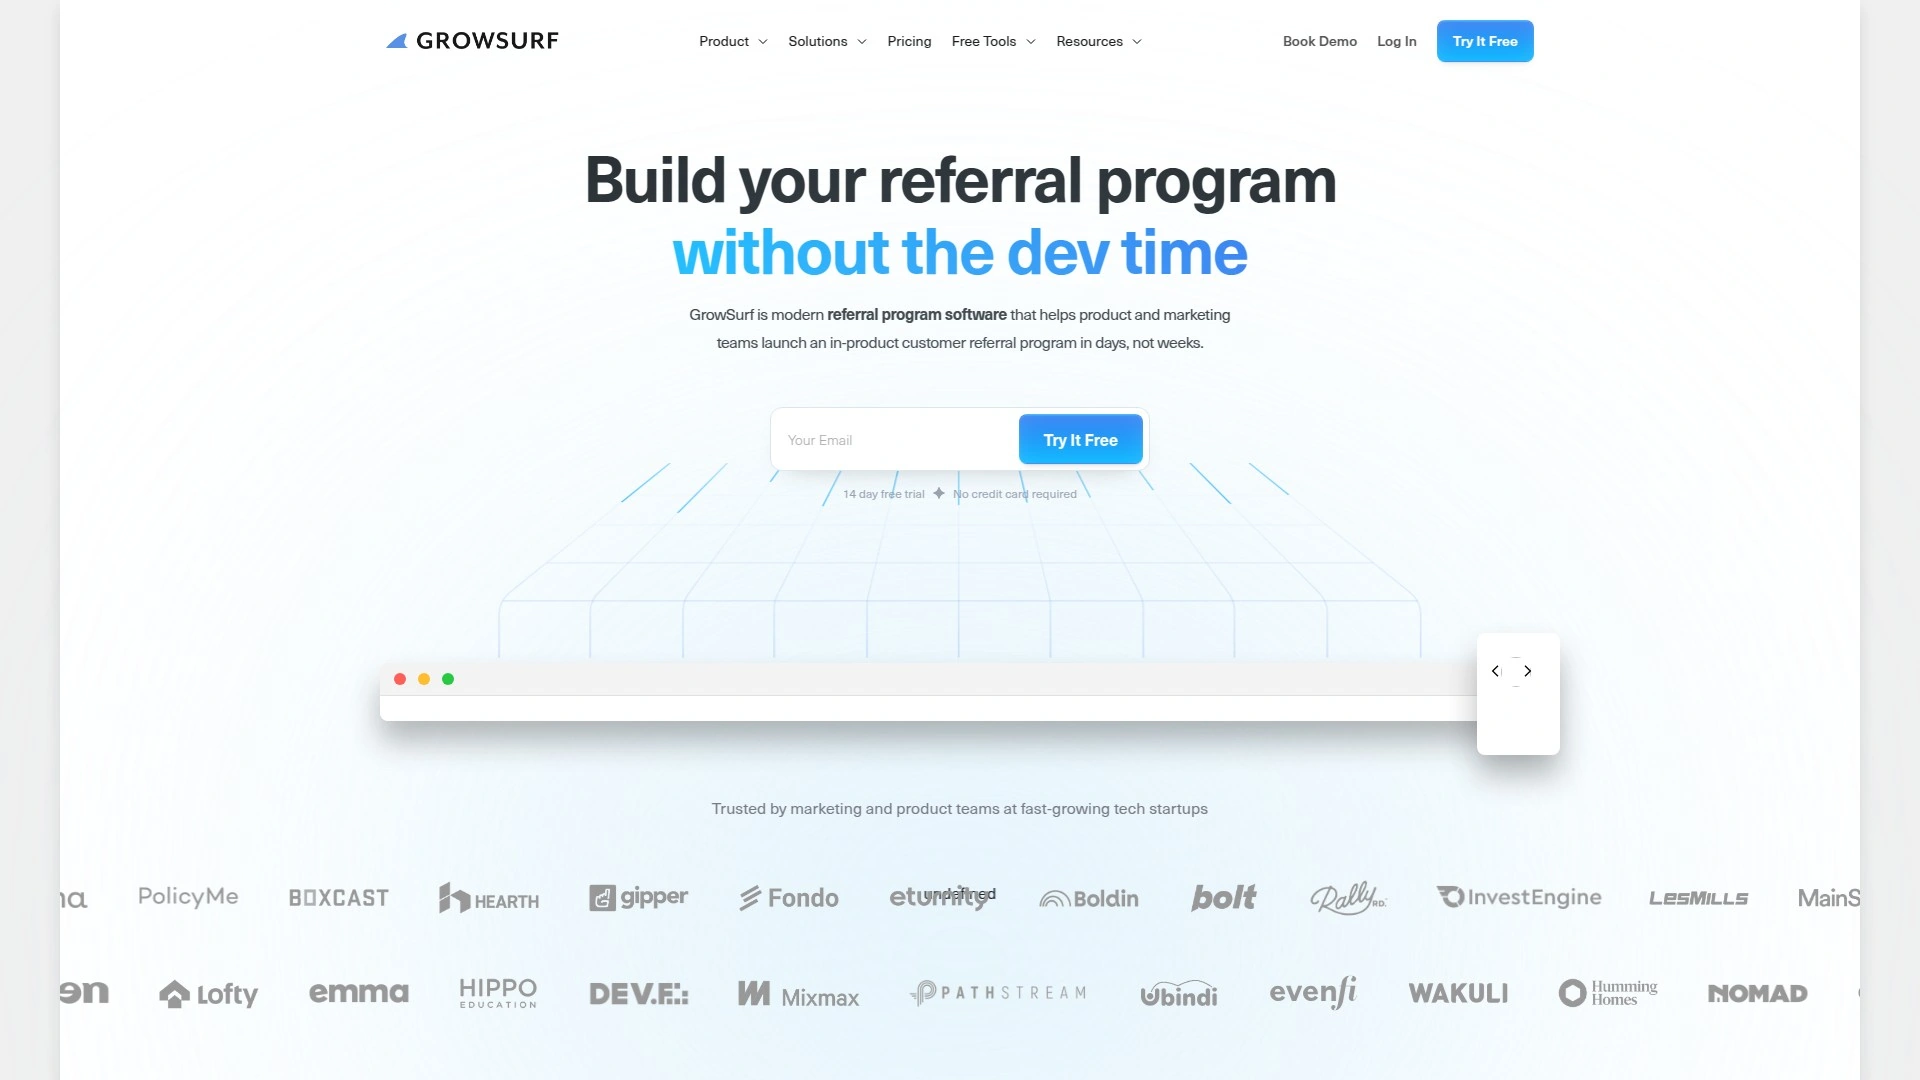 GROWSURF
Product
Solutions
Pricing
Free Tools
Resources
Book Demo
Log In
Try It Free
Build your referral program
without the dev time
GrowSurf is modern referral program software that helps product and marketing
teams launch an in-product customer referral program in days, not weeks.
Your Email
Try It Free
14 day free trial
No credit card required
Trusted by marketing and product teams at fast-growing tech startups
PolicyMe
BOXCAST
HEARTH
gipper
Fondo
eturnity
undefined
Boldin
bolt
Rally RD.
InvestEngine
LESMILLS
MainS
Lofty
emma
HIPPO
EDUCATION
DEV.F.:
Mixmax
PATHSTREAM
Ubindi
evenfi
WAKULI
Humming
Homes
NOMAD